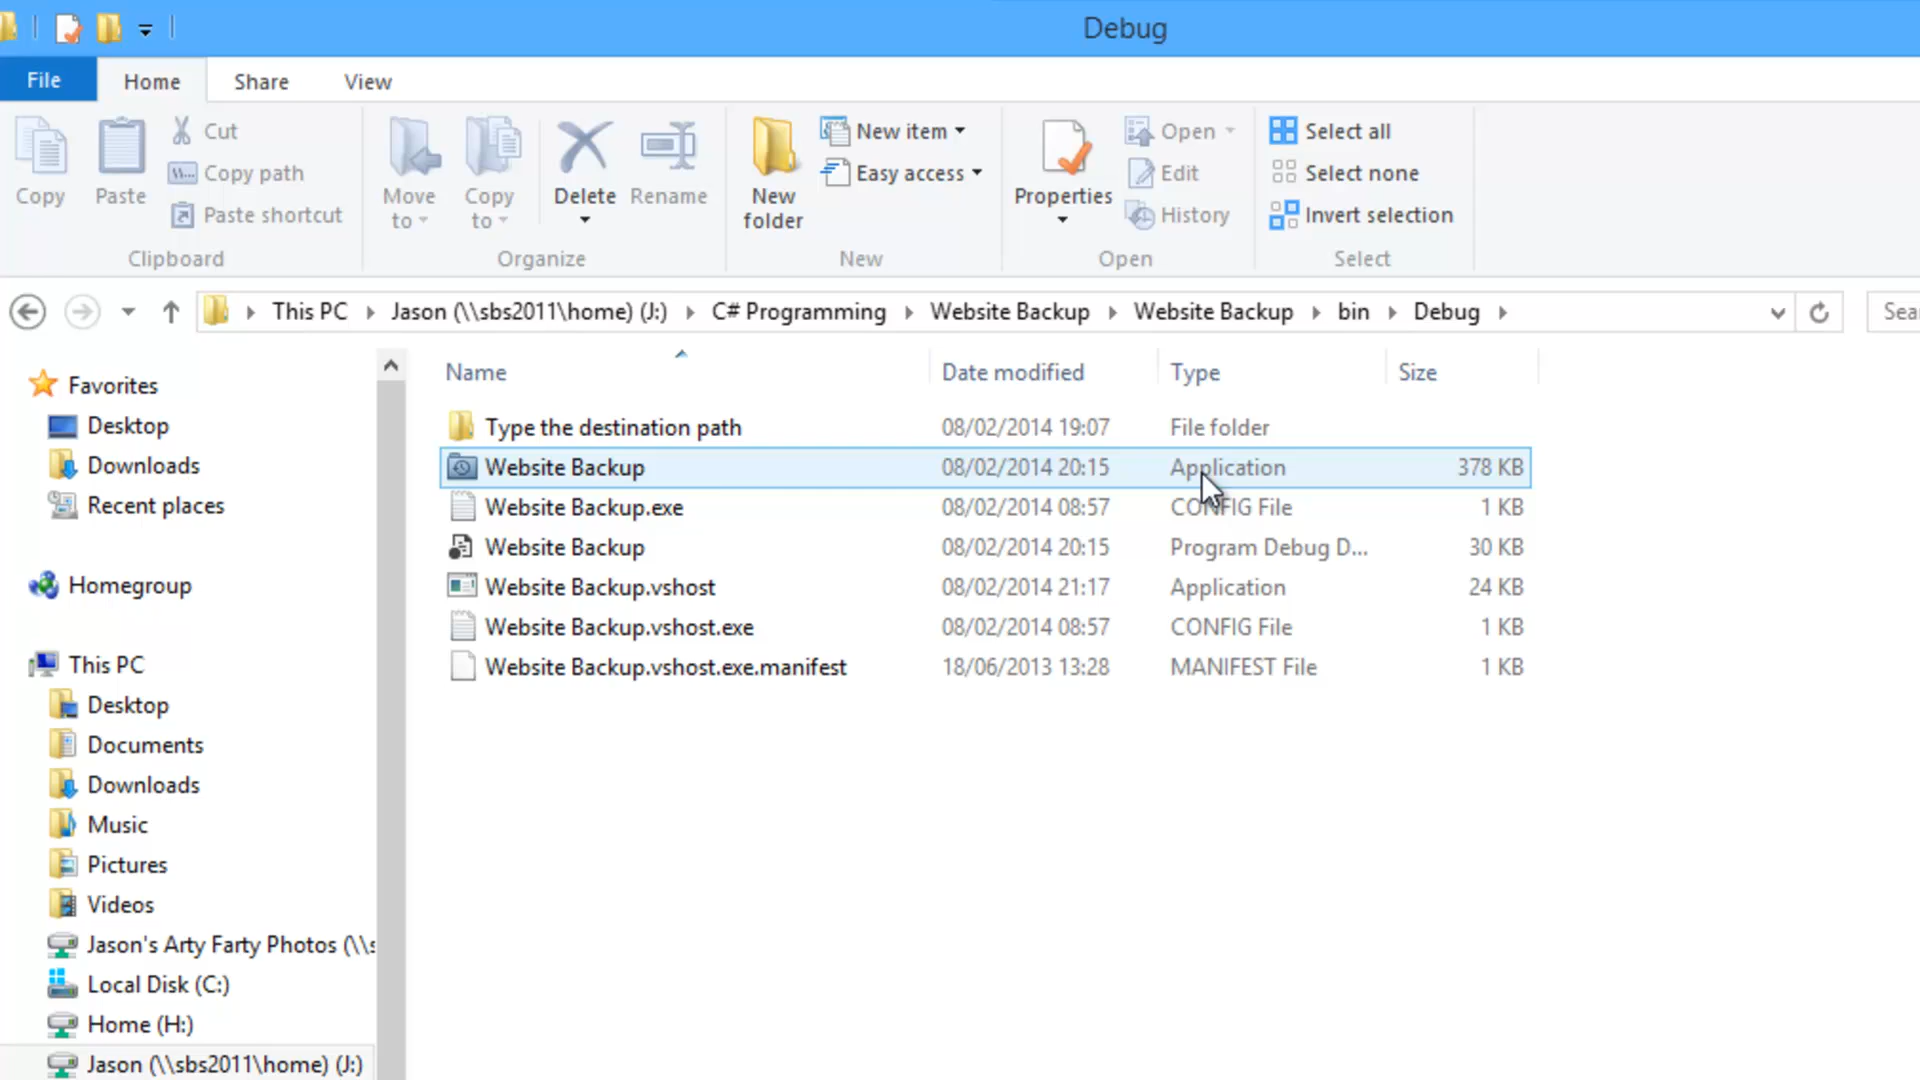 Debug
File Home Share View
Copy
Paste
Cut
Copy path
Paste shortcut
Clipboard
Move to
Copy to
Delete
Rename
Organize
New folder
New item
Easy access
New
Properties
Open
Edit
History
Open
Select all
Select none
Invert selection
Select
This PC Jason (\\sbs2011\home) (J:) C# Programming Website Backup Website Backup bin Debug
Favorites
Desktop
Downloads
Recent places
Homegroup
This PC
Desktop
Documents
Downloads
Music
Pictures
Videos
Jason's Arty Farty Photos (\\s
Local Disk (C:)
Home (H:)
Jason (\\sbs2011\home) (J:)
Name Date modified Type Size
Type the destination path 08/02/2014 19:07 File folder
Website Backup 08/02/2014 20:15 Application 378 KB
Website Backup.exe 08/02/2014 08:57 CONFIG File 1 KB
Website Backup 08/02/2014 20:15 Program Debug D... 30 KB
Website Backup.vshost 08/02/2014 21:17 Application 24 KB
Website Backup.vshost.exe 08/02/2014 08:57 CONFIG File 1 KB
Website Backup.vshost.exe.manifest 18/06/2013 13:28 MANIFEST File 1 KB